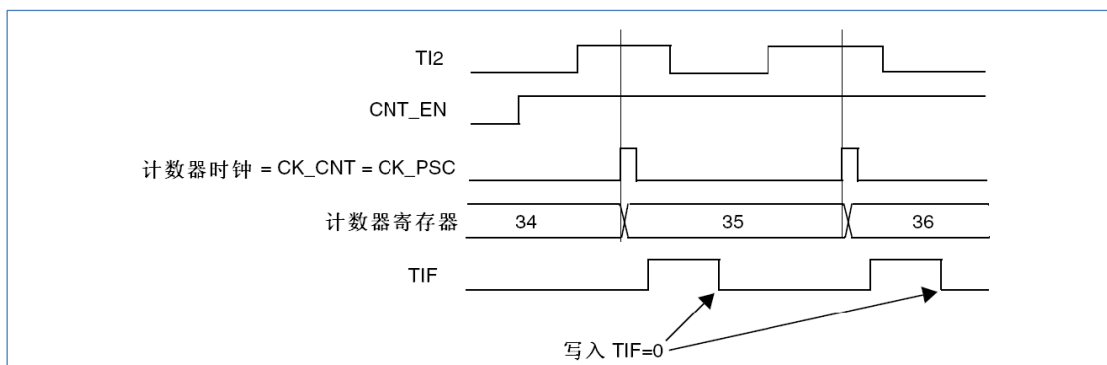 TI2
CNT_EN
计数器时钟 = CK_CNT = CK_PSC
计数器寄存器 34 35 36
TIF
写入 TIF=0